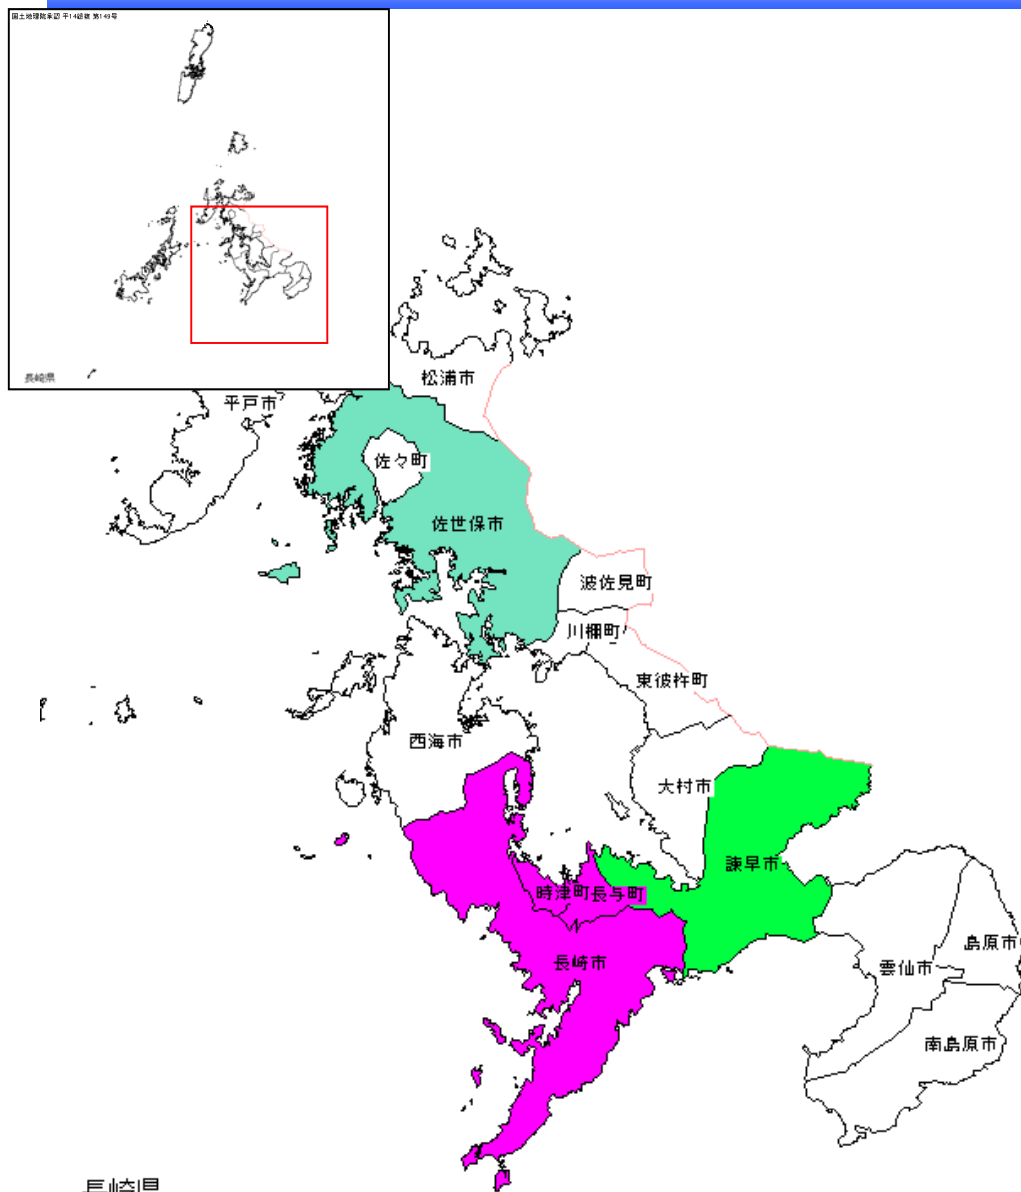 国土地理院承認 平14総複 第149号
長崎県
松浦市
平戸市
佐々町
佐世保市
波佐見町
川棚町
東彼杵町
西海市
大村市
諫早市
時津町
長与町
長崎市
島原市
雲仙市
南島原市
長崎県